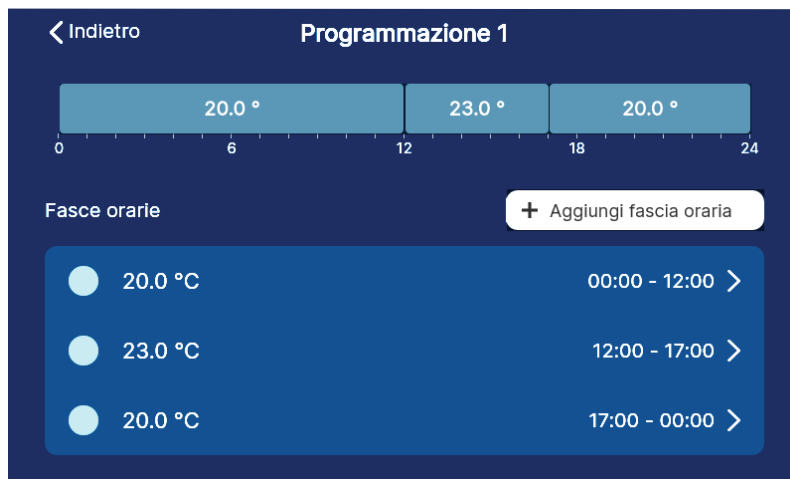 Indietro
Programmazione 1
20.0 ° 23.0 ° 20.0 °
0 6 12 18 24
Fasce orarie
+ Aggiungi fascia oraria
20.0 °C 00:00 - 12:00
23.0 °C 12:00 - 17:00
20.0 °C 17:00 - 00:00